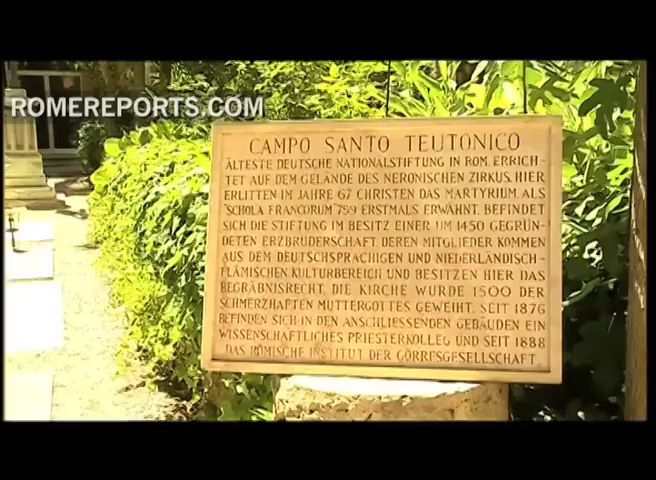 ROMEREPORTS.COM
CAMPO SANTO TEUTONICO
ÄLTESTE DEUTSCHE NATIONALSTIFTUNG IN ROM. ERRICH-
TET AUF DEM GELÄNDE DES NERONISCHEN ZIRKUS. HIER
ERLITTEN IM JAHRE 67 CHRISTEN DAS MARTYRIUM. ALS
"SCHOLA FRANCORUM" 799 ERSTMALS ERWÄHNT. BEFINDET
SICH DIE STIFTUNG IM BESITZ EINER UM 1450 GEGRÜN-
DETEN ERZBRUDERSCHAFT DEREN MITGLIEDER KOMMEN
AUS DEM DEUTSCHSPRACHIGEN UND NIEDERLÄNDISCH-
FLÄMISCHEN KULTURBEREICH UND BESITZEN HIER DAS
BEGRÄBNISRECHT. DIE KIRCHE WURDE 1500 DER
SCHMERZHAFTEN MUTTERGOTTES GEWEIHT. SEIT 1876
BEFINDEN SICH IN DEN ANSCHLIESSENDEN GEBÄUDEN EIN
WISSENSCHAFTLICHES PRIESTERKOLLEG UND SEIT 1888
DAS RÖMISCHE INSTITUT DER GÖRRESGESELLSCHAFT.